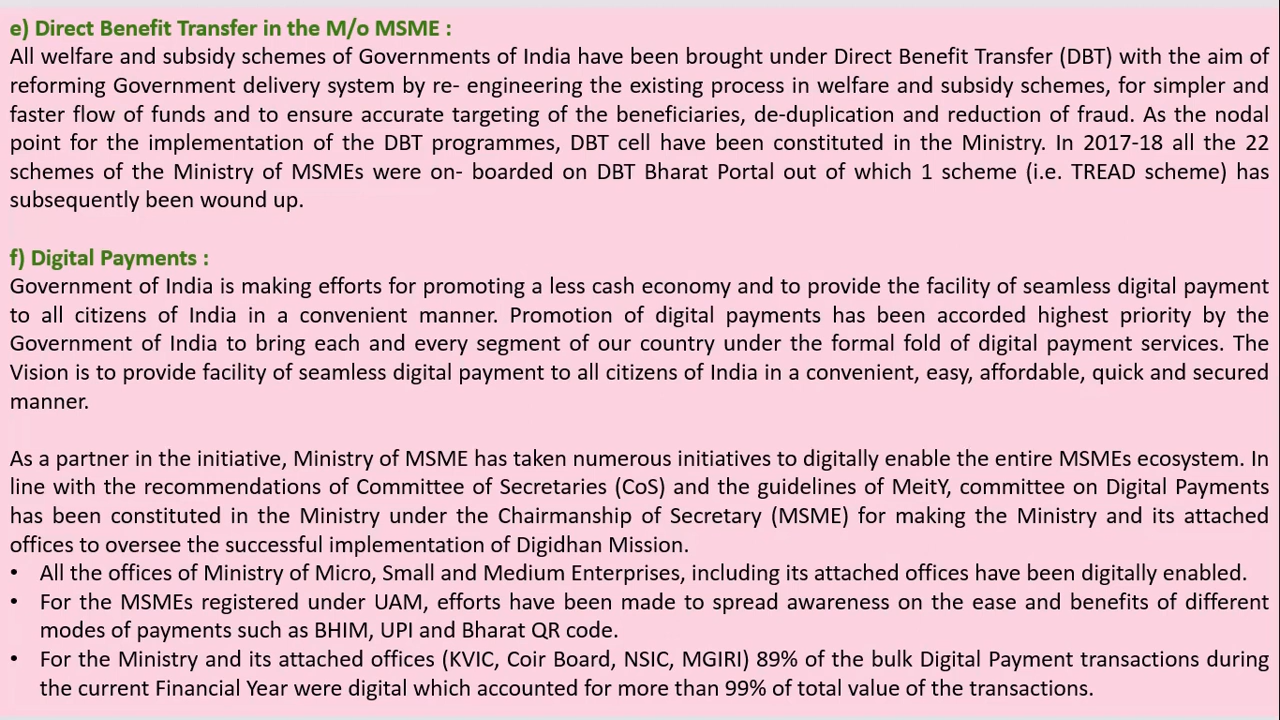 e) Direct Benefit Transfer in the M/o MSME :
All welfare and subsidy schemes of Governments of India have been brought under Direct Benefit Transfer (DBT) with the aim of
reforming Government delivery system by re- engineering the existing process in welfare and subsidy schemes, for simpler and
faster flow of funds and to ensure accurate targeting of the beneficiaries, de-duplication and reduction of fraud. As the nodal
point for the implementation of the DBT programmes, DBT cell have been constituted in the Ministry. In 2017-18 all the 22
schemes of the Ministry of MSMEs were on- boarded on DBT Bharat Portal out of which 1 scheme (i.e. TREAD scheme) has
subsequently been wound up.
f) Digital Payments :
Government of India is making efforts for promoting a less cash economy and to provide the facility of seamless digital payment
to all citizens of India in a convenient manner. Promotion of digital payments has been accorded highest priority by the
Government of India to bring each and every segment of our country under the formal fold of digital payment services. The
Vision is to provide facility of seamless digital payment to all citizens of India in a convenient, easy, affordable, quick and secured
manner.
As a partner in the initiative, Ministry of MSME has taken numerous initiatives to digitally enable the entire MSMEs ecosystem. In
line with the recommendations of Committee of Secretaries (CoS) and the guidelines of MeitY, committee on Digital Payments
has been constituted in the Ministry under the Chairmanship of Secretary (MSME) for making the Ministry and its attached
offices to oversee the successful implementation of Digidhan Mission.
• All the offices of Ministry of Micro, Small and Medium Enterprises, including its attached offices have been digitally enabled.
• For the MSMEs registered under UAM, efforts have been made to spread awareness on the ease and benefits of different
modes of payments such as BHIM, UPI and Bharat QR code.
• For the Ministry and its attached offices (KVIC, Coir Board, NSIC, MGIRI) 89% of the bulk Digital Payment transactions during
the current Financial Year were digital which accounted for more than 99% of total value of the transactions.